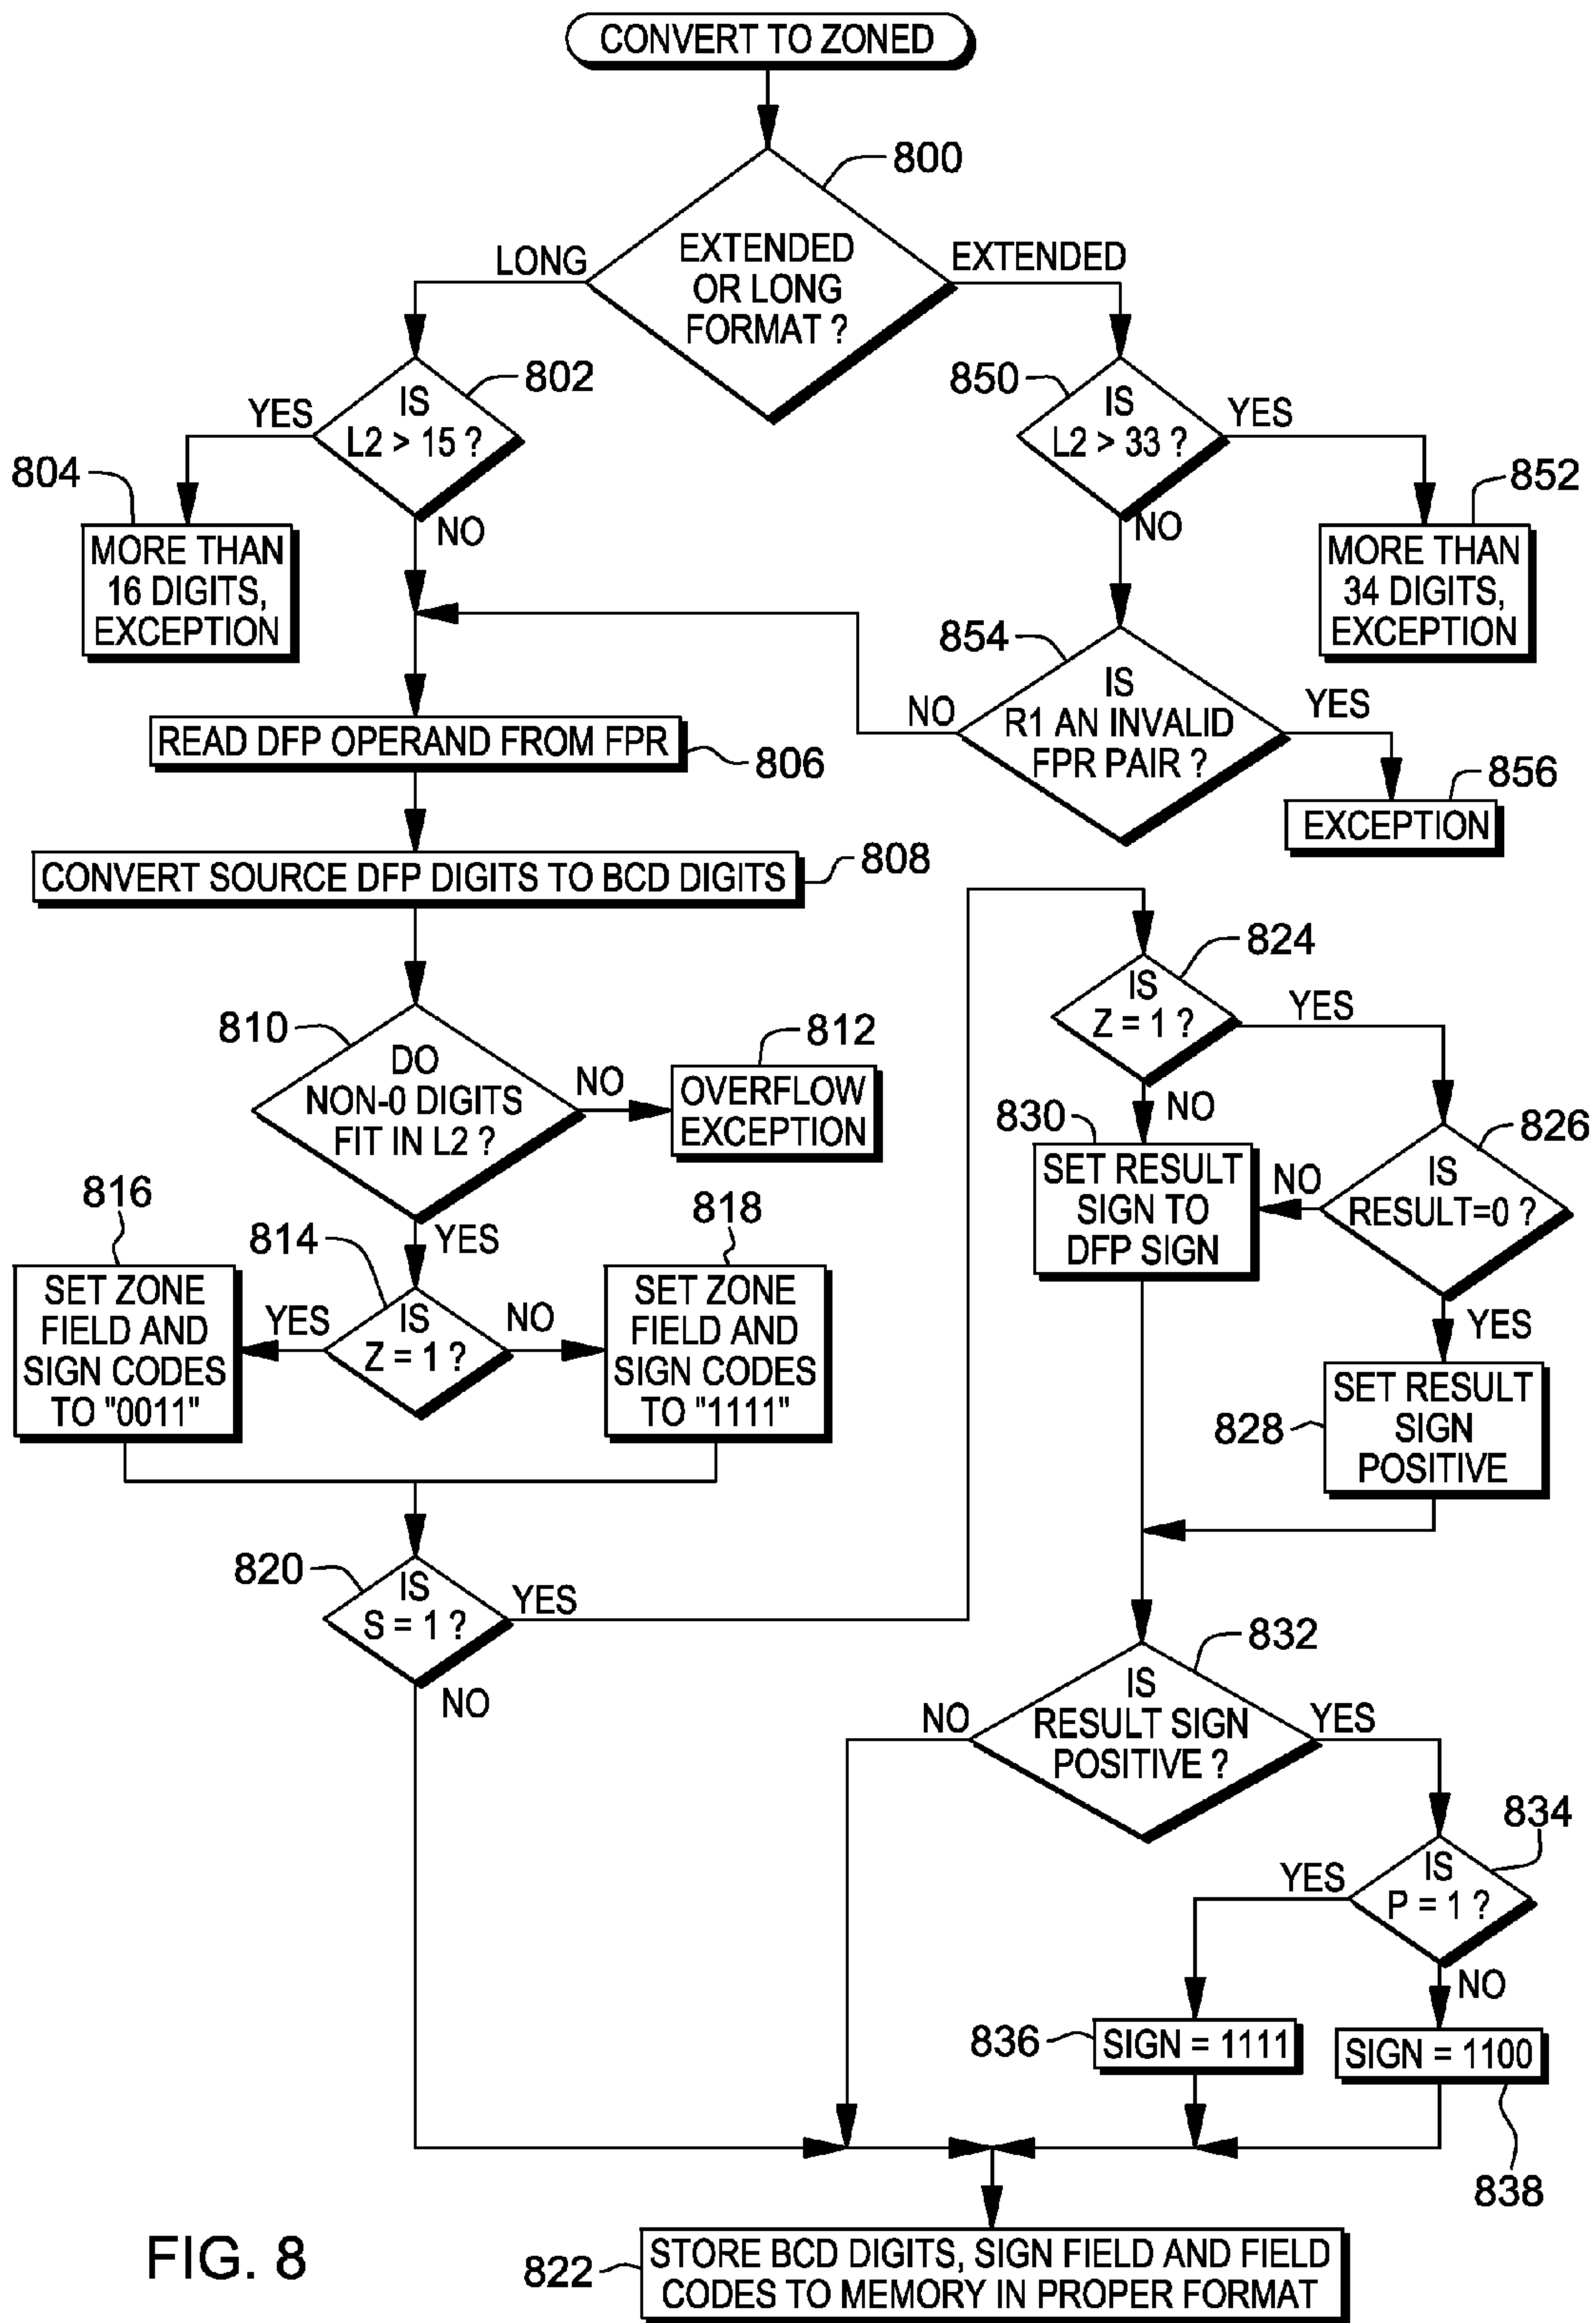 CONVERT TO ZONED
800
EXTENDED
OR LONG
FORMAT ?
LONG
EXTENDED
802
IS
L2 > 15 ?
YES
NO
804
MORE THAN
16 DIGITS,
EXCEPTION
850
IS
L2 > 33 ?
YES
NO
852
MORE THAN
34 DIGITS,
EXCEPTION
854
IS
R1 AN INVALID
FPR PAIR ?
NO
YES
856
EXCEPTION
READ DFP OPERAND FROM FPR
806
CONVERT SOURCE DFP DIGITS TO BCD DIGITS
808
810
DO
NON-0 DIGITS
FIT IN L2 ?
NO
812
OVERFLOW
EXCEPTION
YES
814
IS
Z = 1 ?
YES
NO
816
SET ZONE
FIELD AND
SIGN CODES
TO "0011"
818
SET ZONE
FIELD AND
SIGN CODES
TO "1111"
820
IS
S = 1 ?
YES
NO
824
IS
Z = 1 ?
YES
NO
826
IS
RESULT=0 ?
NO
YES
830
SET RESULT
SIGN TO
DFP SIGN
828
SET RESULT
SIGN
POSITIVE
832
IS
RESULT SIGN
POSITIVE ?
NO
YES
834
IS
P = 1 ?
YES
NO
836
SIGN = 1111
SIGN = 1100
838
822
STORE BCD DIGITS, SIGN FIELD AND FIELD
CODES TO MEMORY IN PROPER FORMAT
FIG. 8